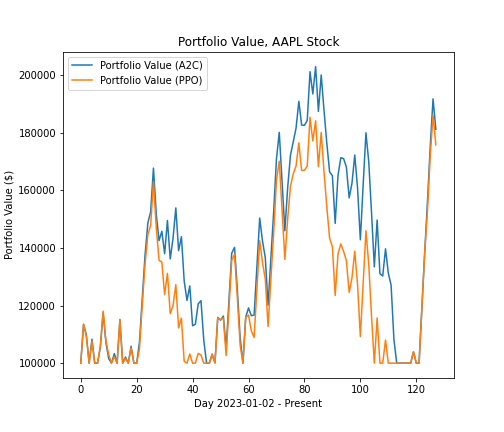 Portfolio Value, AAPL Stock
Portfolio Value (A2C)
Portfolio Value (PPO)
200000
180000
160000
140000
120000
100000
Portfolio Value ($)
0 20 40 60 80 100 120
Day 2023-01-02 - Present